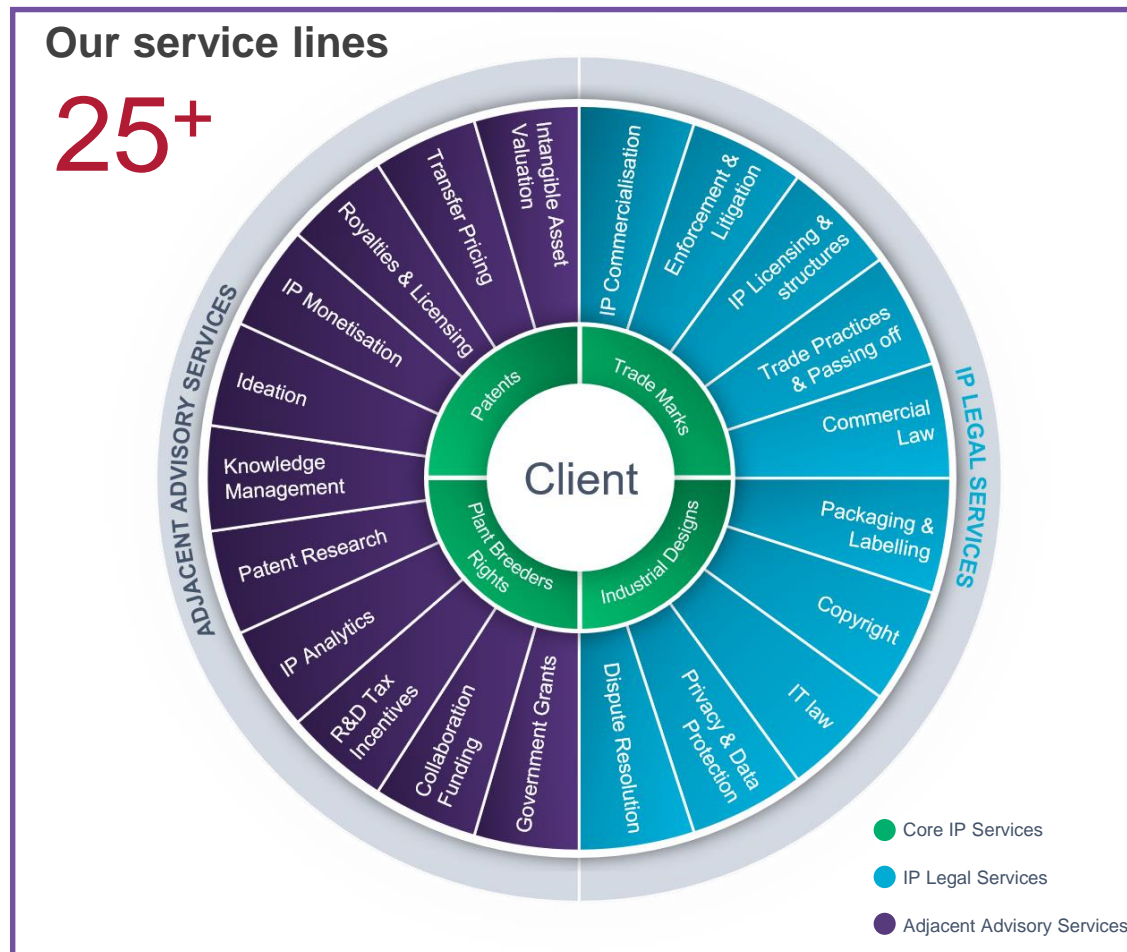 Our service lines
25+
ADJACENT ADVISORY SERVICES
IP LEGAL SERVICES
Intangible Asset
Valuation
Transfer Pricing
Royalties & Licensing
IP Monetisation
Ideation
Knowledge
Management
Patent Research
IP Analytics
R&D Tax
Incentives
Collaboration
Funding
Government Grants
IP Commercialisation
Enforcement &
Litigation
IP Licensing &
structures
Trade Practices
& Passing off
Commercial
Law
Packaging &
Labelling
Copyright
IT law
Privacy & Data
Protection
Dispute Resolution
Patents
Trade Marks
Plant Breeders
Rights
Industrial Designs
Client
Core IP Services
IP Legal Services
Adjacent Advisory Services